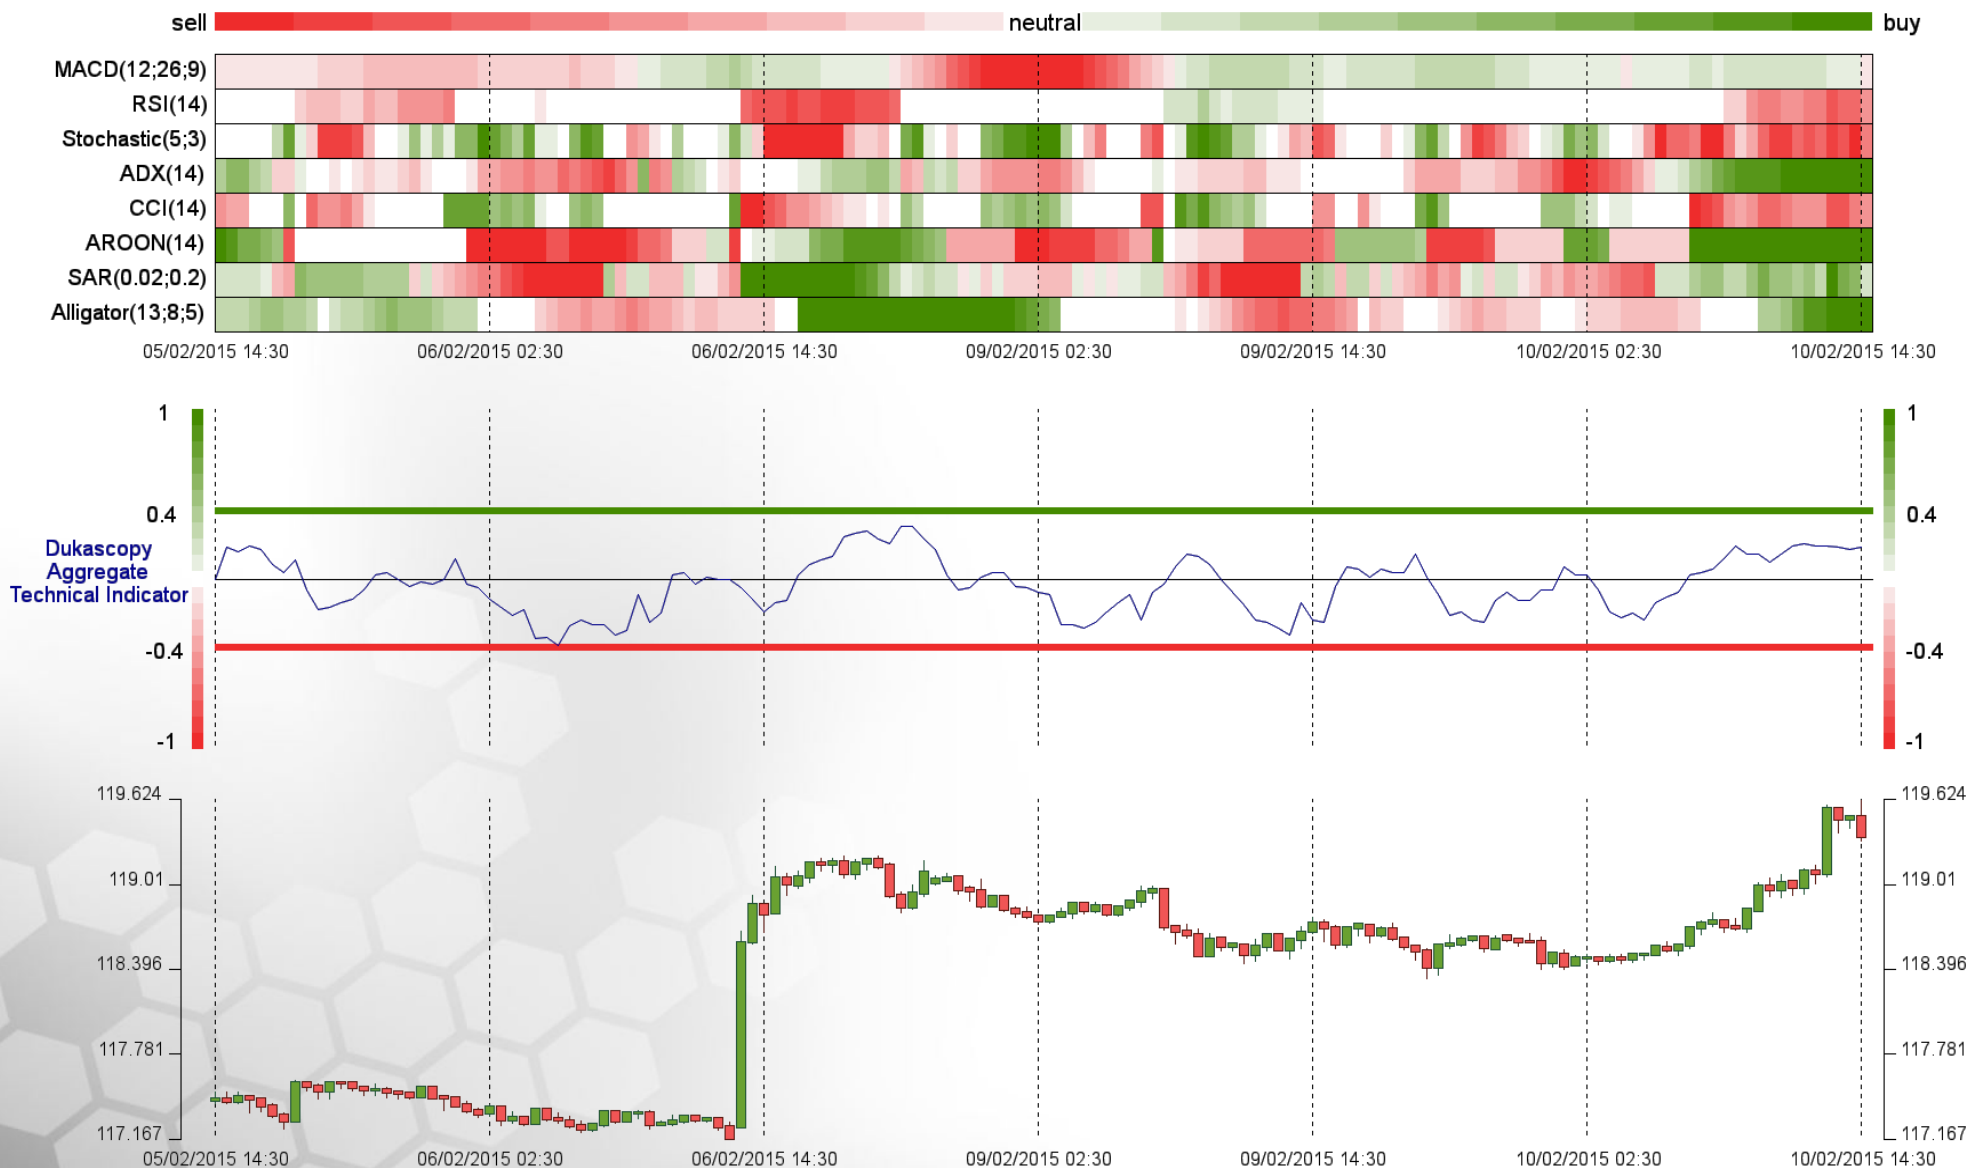 sell neutral buy
MACD(12;26;9)
RSI(14)
Stochastic(5;3)
ADX(14)
CCI(14)
AROON(14)
SAR(0.02;0.2)
Alligator(13;8;5)
05/02/2015 14:30 06/02/2015 02:30 06/02/2015 14:30 09/02/2015 02:30 09/02/2015 14:30 10/02/2015 02:30 10/02/2015 14:30
1 1
0.4 0.4
Dukascopy
Aggregate
Technical Indicator
-0.4 -0.4
-1 -1
119.624 119.624
119.01 119.01
118.396 118.396
117.781 117.781
117.167 117.167
05/02/2015 14:30 06/02/2015 02:30 06/02/2015 14:30 09/02/2015 02:30 09/02/2015 14:30 10/02/2015 02:30 10/02/2015 14:30